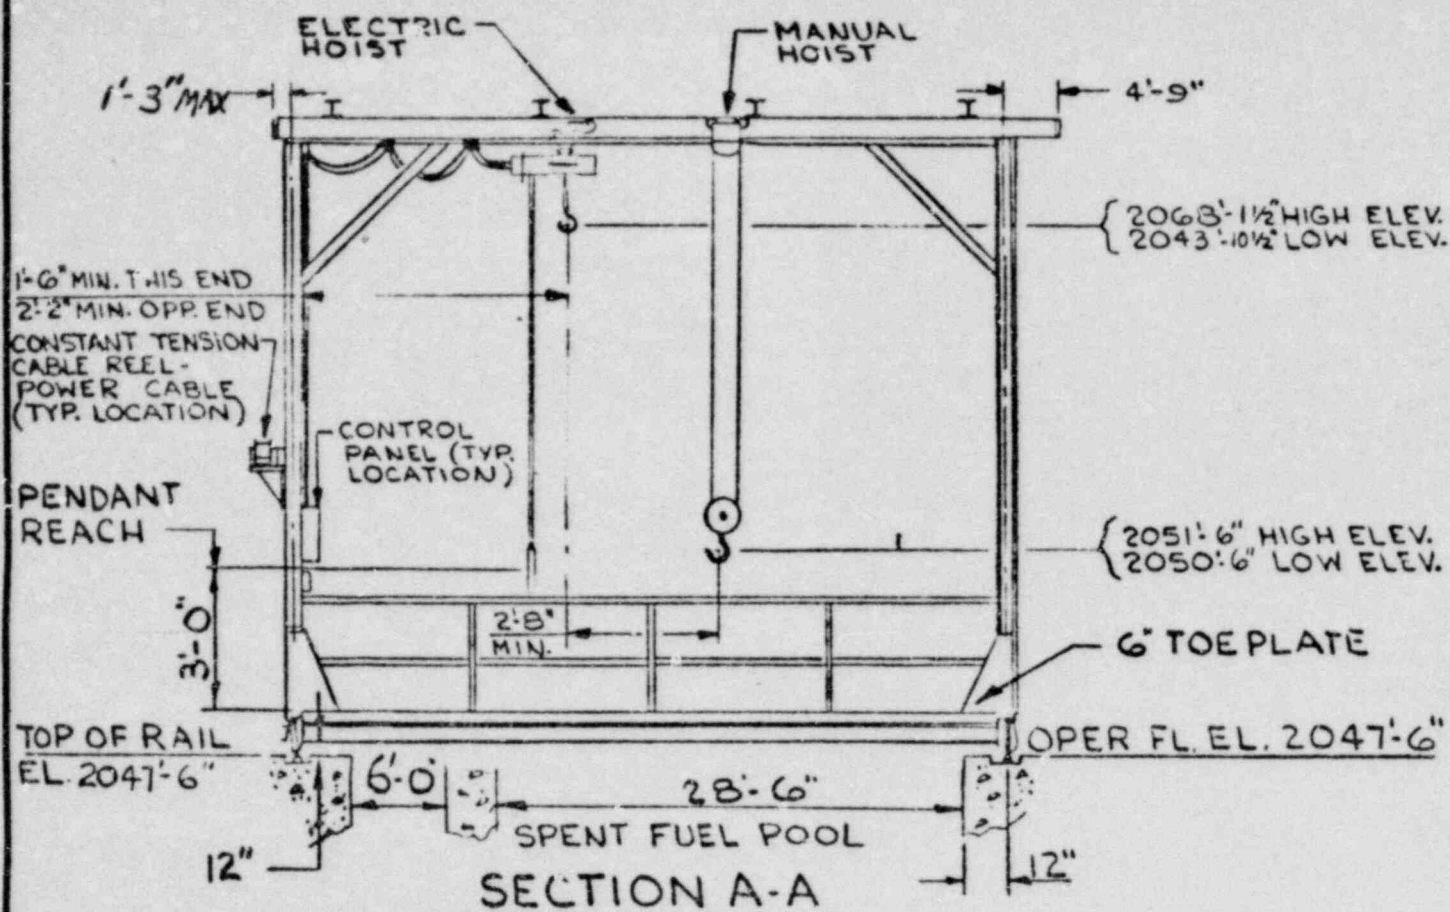 ELECTRIC
HOIST
MANUAL
HOIST
1'-3" MAX
4'-9"
2068'-1½" HIGH ELEV.
2043'-10½" LOW ELEV.
1'-6" MIN. THIS END
2'-2" MIN. OPP. END
CONSTANT TENSION
CABLE REEL-
POWER CABLE
(TYP. LOCATION)
CONTROL
PANEL (TYP.
LOCATION)
PENDANT
REACH
2051'-6" HIGH ELEV.
2050'-6" LOW ELEV.
3'-0"
2'-8"
MIN.
6" TOE PLATE
TOP OF RAIL
EL. 2047'-6"
OPER FL. EL. 2047'-6"
6'-0"
28'-6"
SPENT FUEL POOL
12"
12"
SECTION A-A